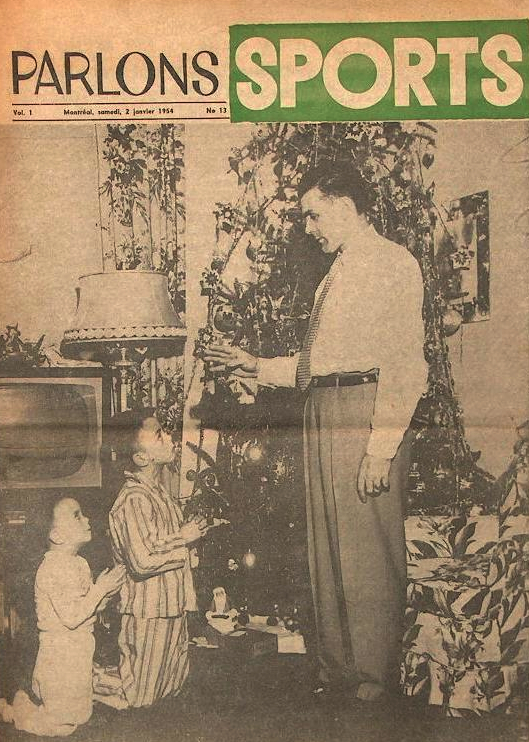 PARLONS SPORTS
Vol. 1 Montréal, samedi, 2 janvier 1954 No 13